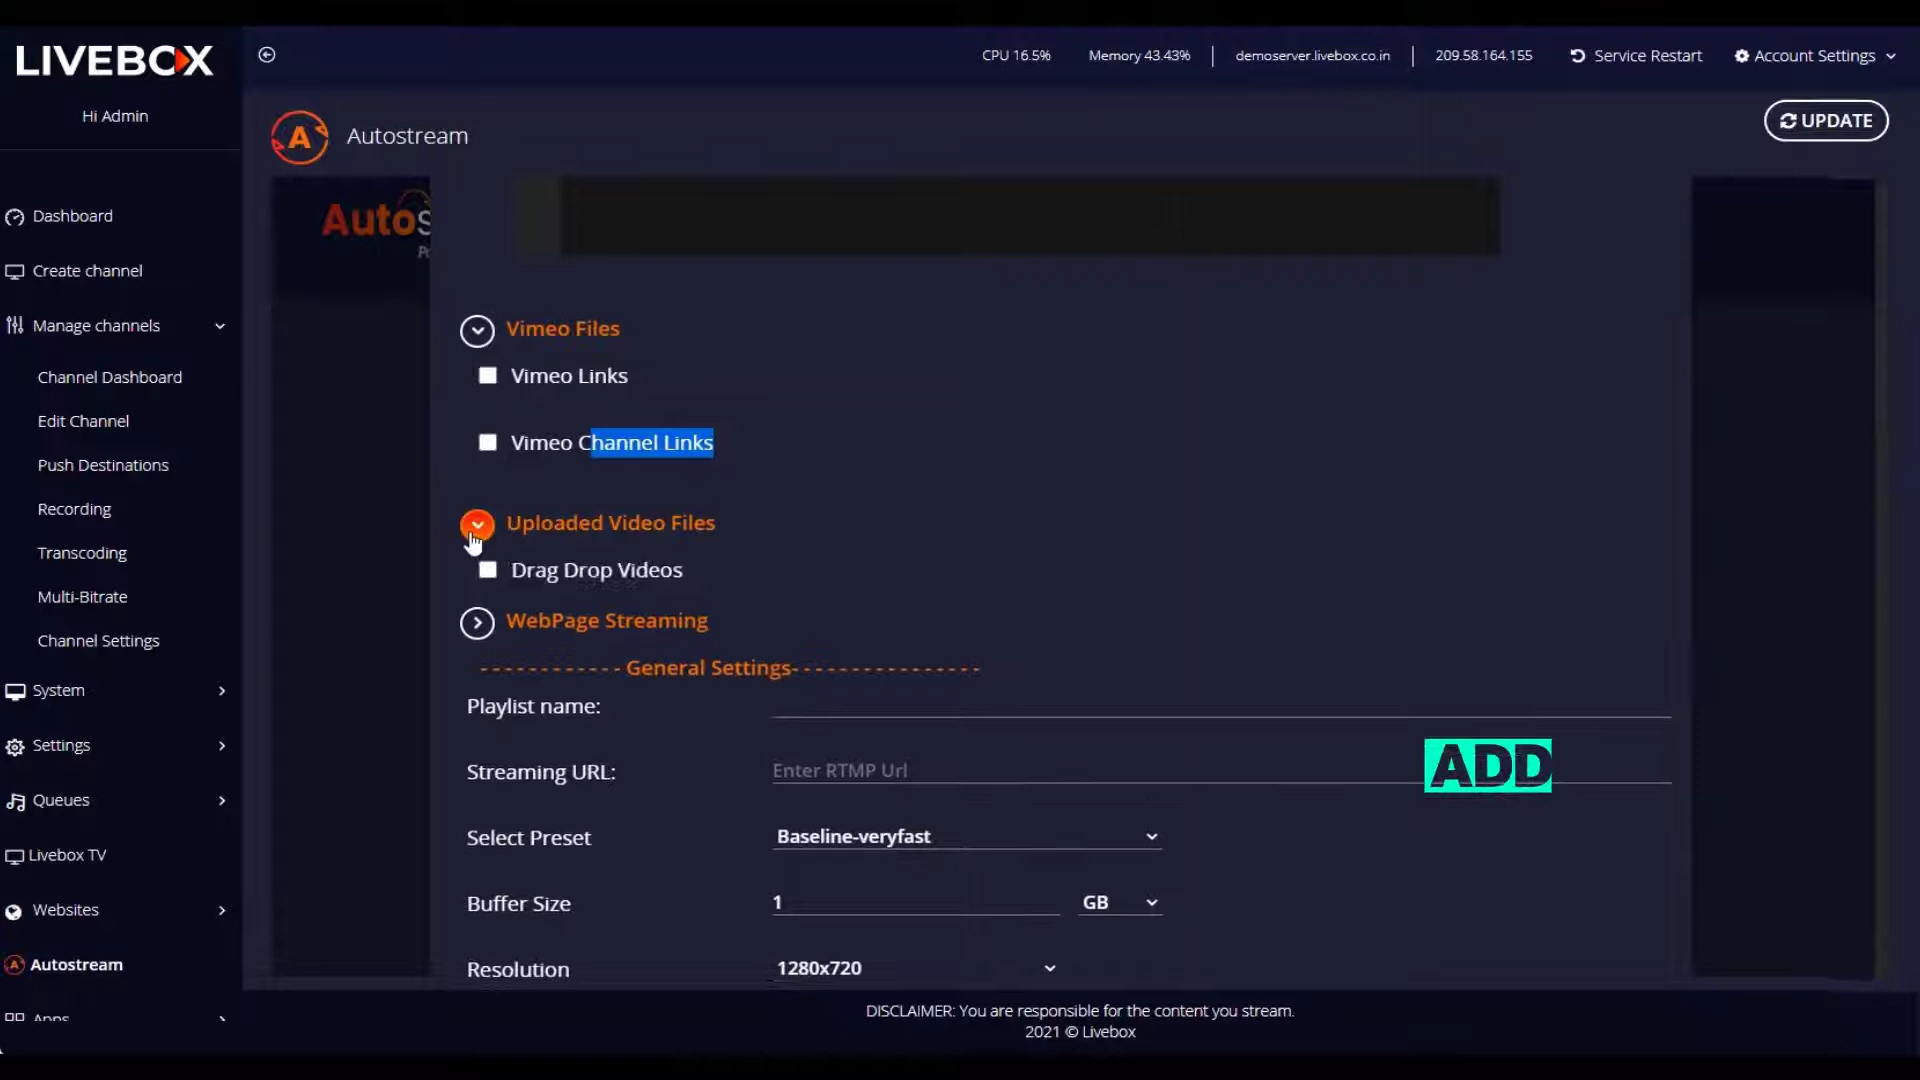 LIVEBOX
CPU 16.5%
Memory 43.43%
demoserver.livebox.co.in
209.58.164.155
Service Restart
Account Settings
Hi Admin
Autostream
UPDATE
Dashboard
Create channel
Manage channels
Channel Dashboard
Edit Channel
Push Destinations
Recording
Transcoding
Multi-Bitrate
Channel Settings
System
Settings
Queues
Livebox TV
Websites
Autostream
Apps
Autos
Vimeo Files
Vimeo Links
Vimeo Channel Links
Uploaded Video Files
Drag Drop Videos
WebPage Streaming
------------ General Settings----------------
Playlist name:
Streaming URL:
Enter RTMP Url
ADD
Select Preset
Baseline-veryfast
Buffer Size
1
GB
Resolution
1280x720
DISCLAIMER: You are responsible for the content you stream.
2021 © Livebox